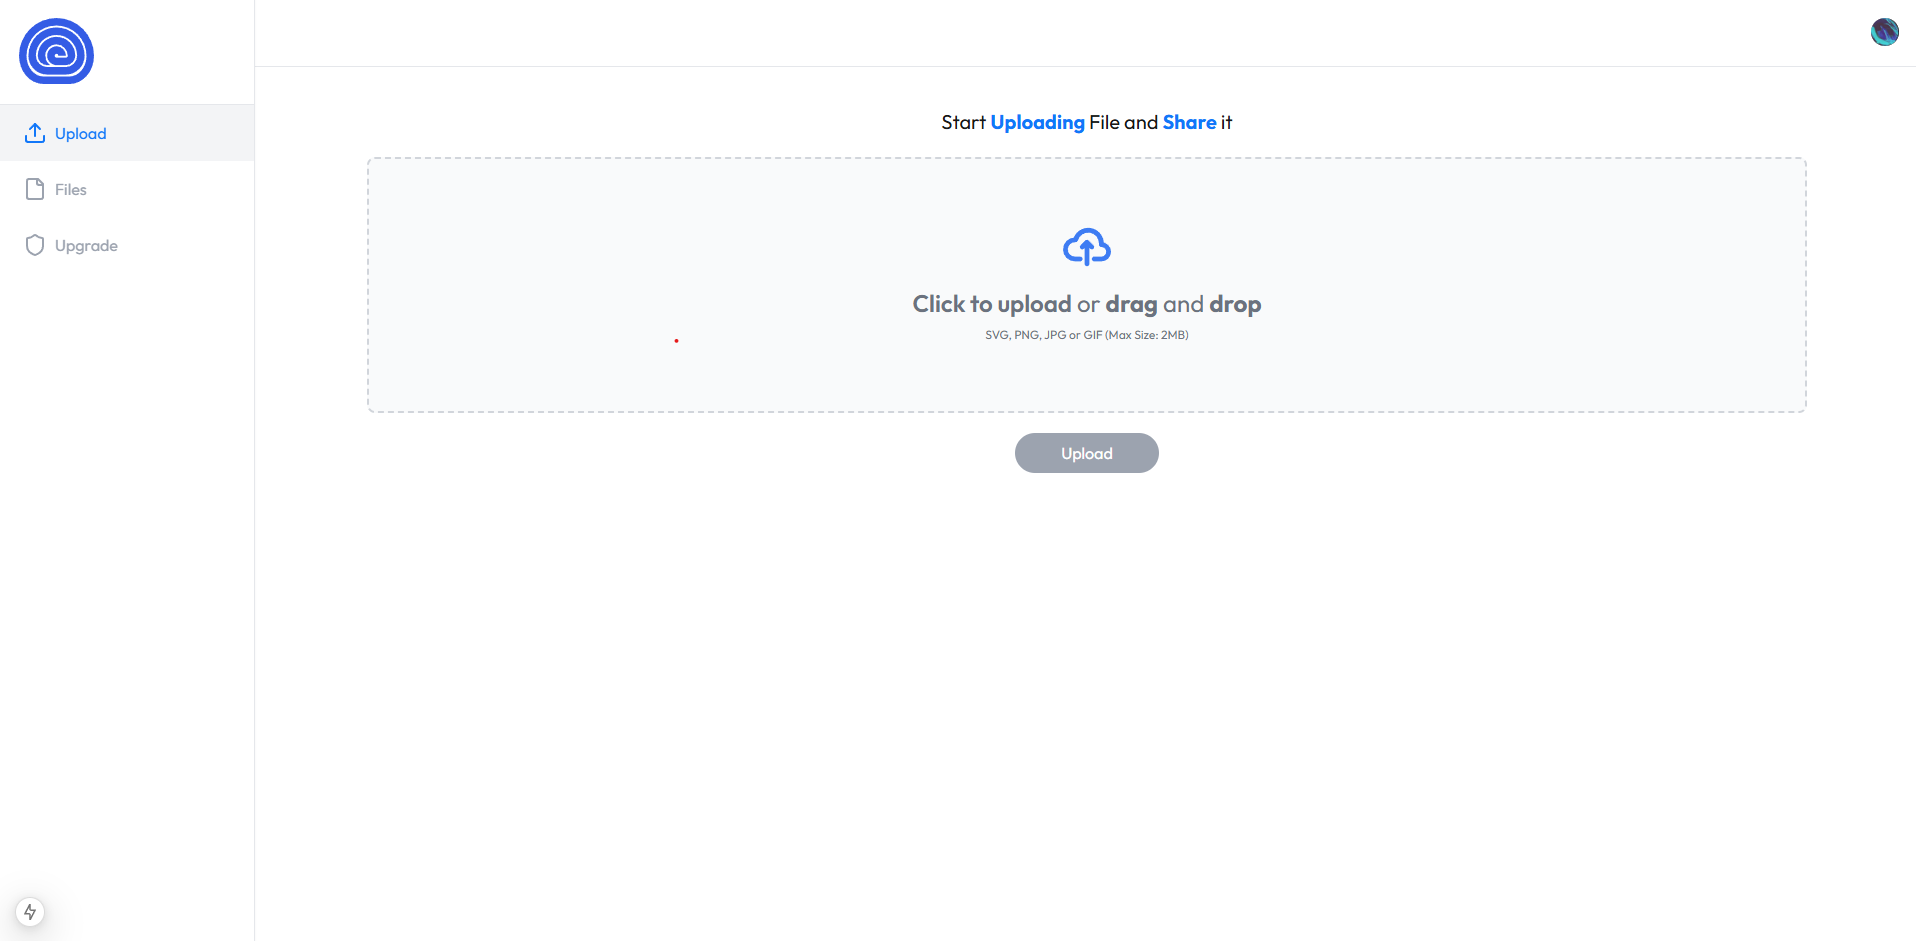 Upload
Files
Upgrade
Start Uploading File and Share it
Click to upload or drag and drop
SVG, PNG, JPG or GIF (Max Size: 2MB)
Upload